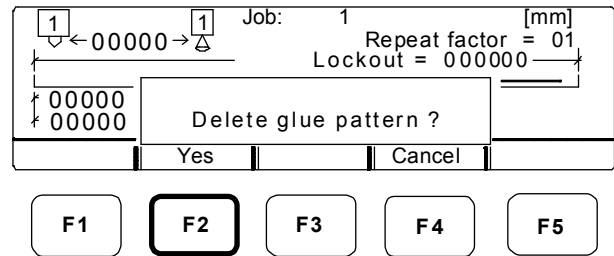 1 1 Job: 1 [mm]
←00000→ Repeat factor = 01
Lockout = 000000
00000
00000 Delete glue pattern ?
Yes Cancel
F1 F2 F3 F4 F5